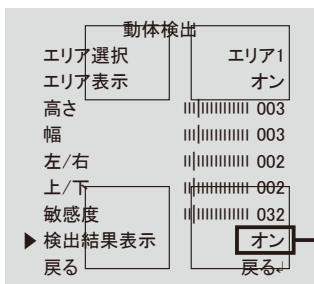 動体検出
エリア選択 エリア1
エリア表示 オン
高さ 003
幅 003
左/右 002
上/下 002
敏感度 032
▶ 検出結果表示 オン
戻る 戻る↲